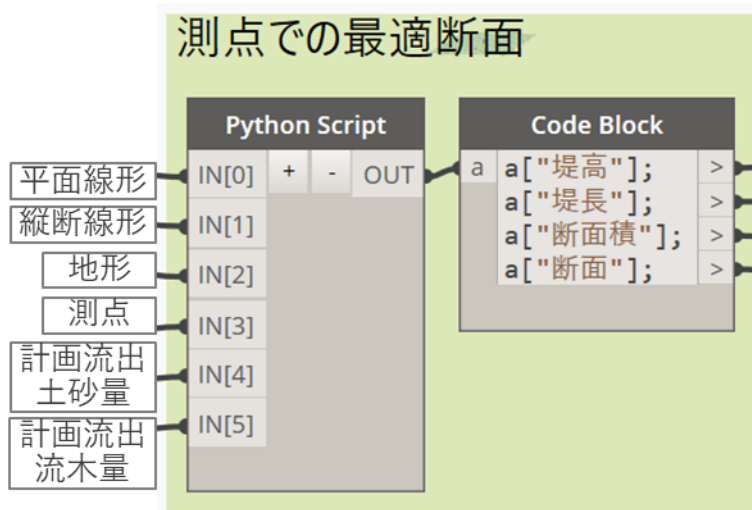 測点での最適断面
Python Script
Code Block
平面線形
IN[0]
+
-
OUT
a
a["堤高"];
>
縦断線形
IN[1]
a["堤長"];
>
a["断面積"];
>
地形
IN[2]
a["断面"];
>
測点
IN[3]
計画流出
土砂量
IN[4]
計画流出
流木量
IN[5]